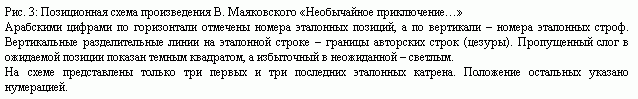 Рис. 3: Позиционная схема произведения В. Маяковского «Необычайное приключение…»
Арабскими цифрами по горизонтали отмечены номера эталонных позиций, а по вертикали – номера эталонных строф.
Вертикальные разделительные линии на эталонной строке – границы авторских строк (цезуры). Пропущенный слог в
ожидаемой позиции показан темным квадратом, а избыточный в неожиданной – светлым.
На схеме представлены только три первых и три последних эталонных катрена. Положение остальных указано
нумерацией.